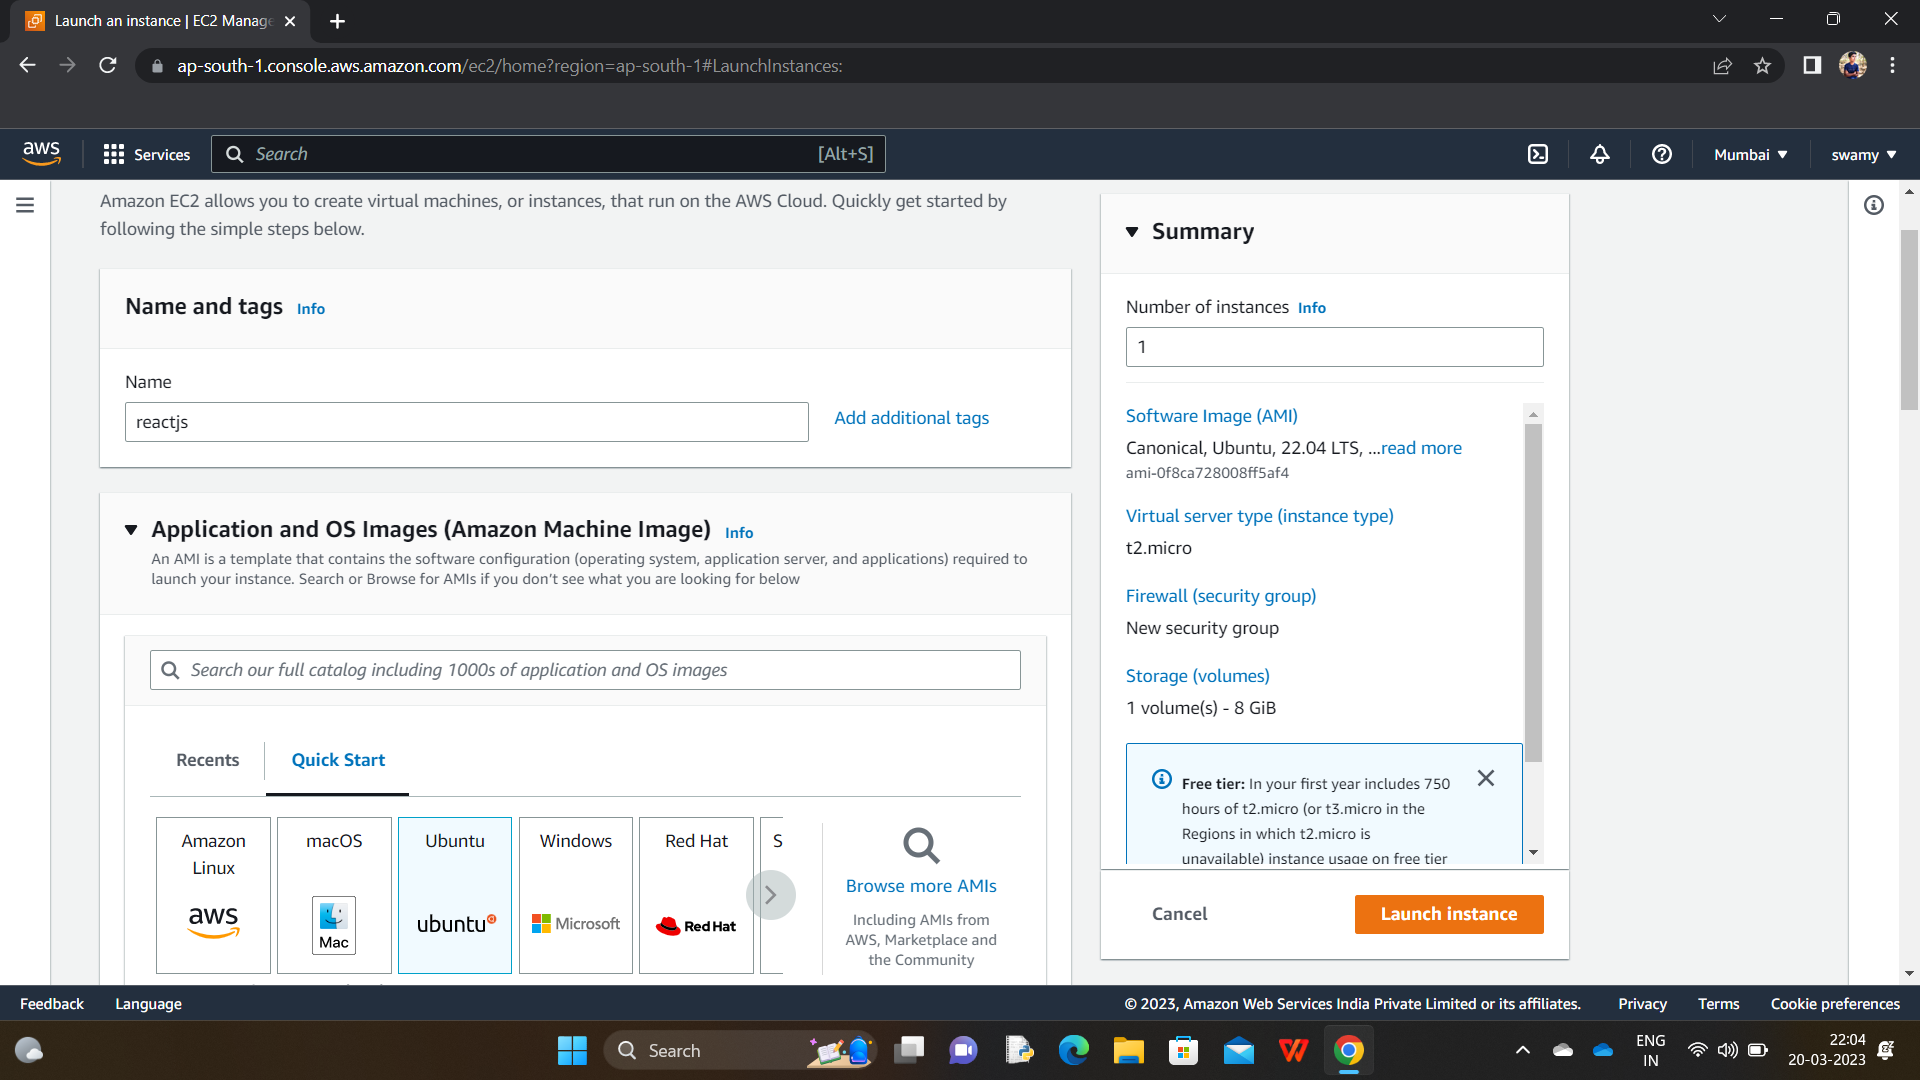 Launch an instance | EC2 Manage
ap-south-1.console.aws.amazon.com/ec2/home?region=ap-south-1#LaunchInstances:
aws
Services
Search
[Alt+S]
Mumbai
swamy
Amazon EC2 allows you to create virtual machines, or instances, that run on the AWS Cloud. Quickly get started by
following the simple steps below.
Name and tags Info
Name
reactjs
Add additional tags
Application and OS Images (Amazon Machine Image) Info
An AMI is a template that contains the software configuration (operating system, application server, and applications) required to
launch your instance. Search or Browse for AMIs if you don't see what you are looking for below
Search our full catalog including 1000s of application and OS images
Recents
Quick Start
Amazon
Linux
aws
macOS
Mac
Ubuntu
ubuntu
Windows
Microsoft
Red Hat
Red Hat
S
Browse more AMIs
Including AMIs from
AWS, Marketplace and
the Community
Summary
Number of instances Info
1
Software Image (AMI)
Canonical, Ubuntu, 22.04 LTS, ...read more
ami-0f8ca728008ff5af4
Virtual server type (instance type)
t2.micro
Firewall (security group)
New security group
Storage (volumes)
1 volume(s) - 8 GiB
Free tier: In your first year includes 750
hours of t2.micro (or t3.micro in the
Regions in which t2.micro is
unavailable) instance usage on free tier
Cancel
Launch instance
Feedback
Language
© 2023, Amazon Web Services India Private Limited or its affiliates.
Privacy
Terms
Cookie preferences
Search
ENG
IN
22:04
20-03-2023